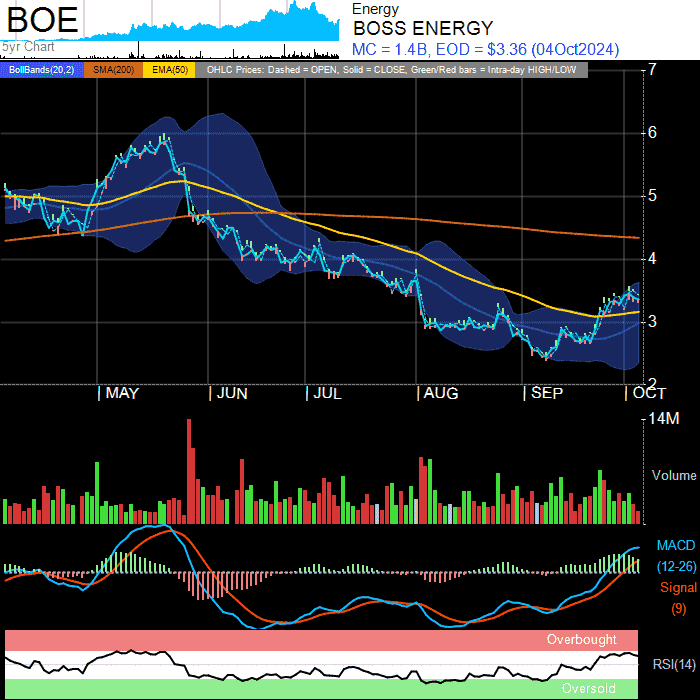 BOE
5yr Chart
Energy
BOSS ENERGY
MC = 1.4B, EOD = $3.36 (04Oct2024)
BollBands(20,2) SMA(200) EMA(50) OHLC Prices: Dashed = OPEN, Solid = CLOSE, Green/Red bars = Intra-day HIGH/LOW
7
6
5
4
3
2
MAY JUN JUL AUG SEP OCT
14M
Volume
MACD
(12-26)
Signal
(9)
Overbought
RSI(14)
Oversold